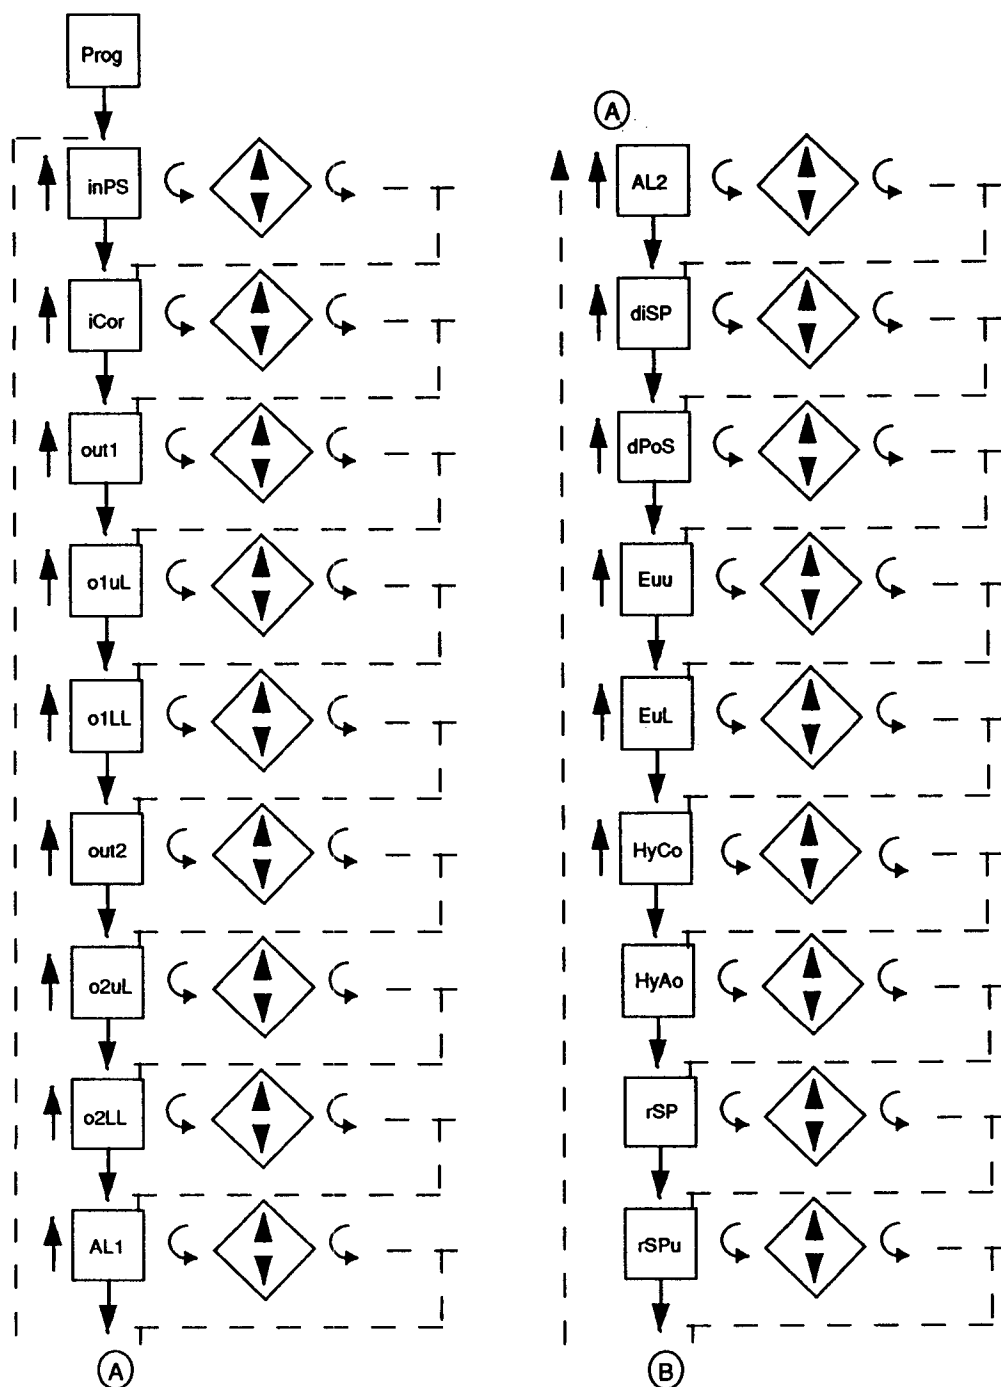 Prog
inPS
iCor
out1
o1uL
o1LL
out2
o2uL
o2LL
AL1
A
A
AL2
diSP
dPoS
Euu
EuL
HyCo
HyAo
rSP
rSPu
B